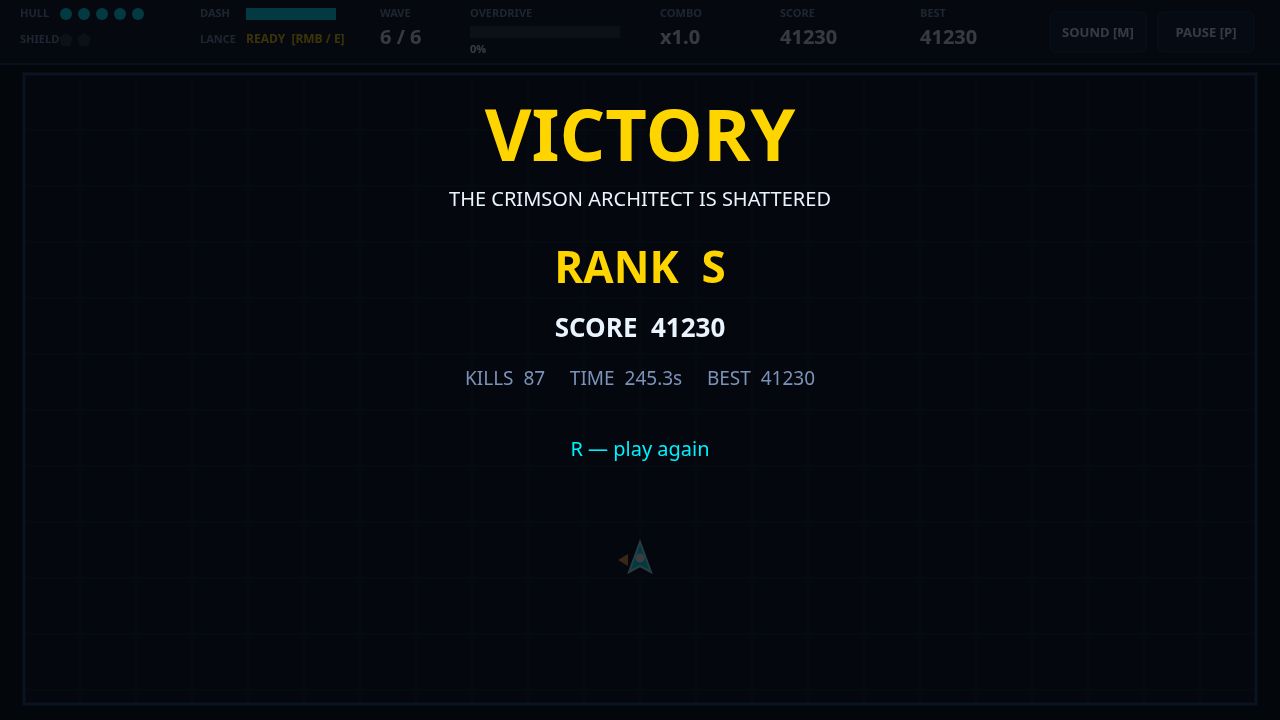 HULL DASH WAVE OVERDRIVE COMBO SCORE BEST
SHIELD LANCE READY [RMB / E] 6 / 6 0% x1.0 41230 41230 SOUND [M] PAUSE [P]
VICTORY
THE CRIMSON ARCHITECT IS SHATTERED
RANK S
SCORE 41230
KILLS 87 TIME 245.3s BEST 41230
R — play again